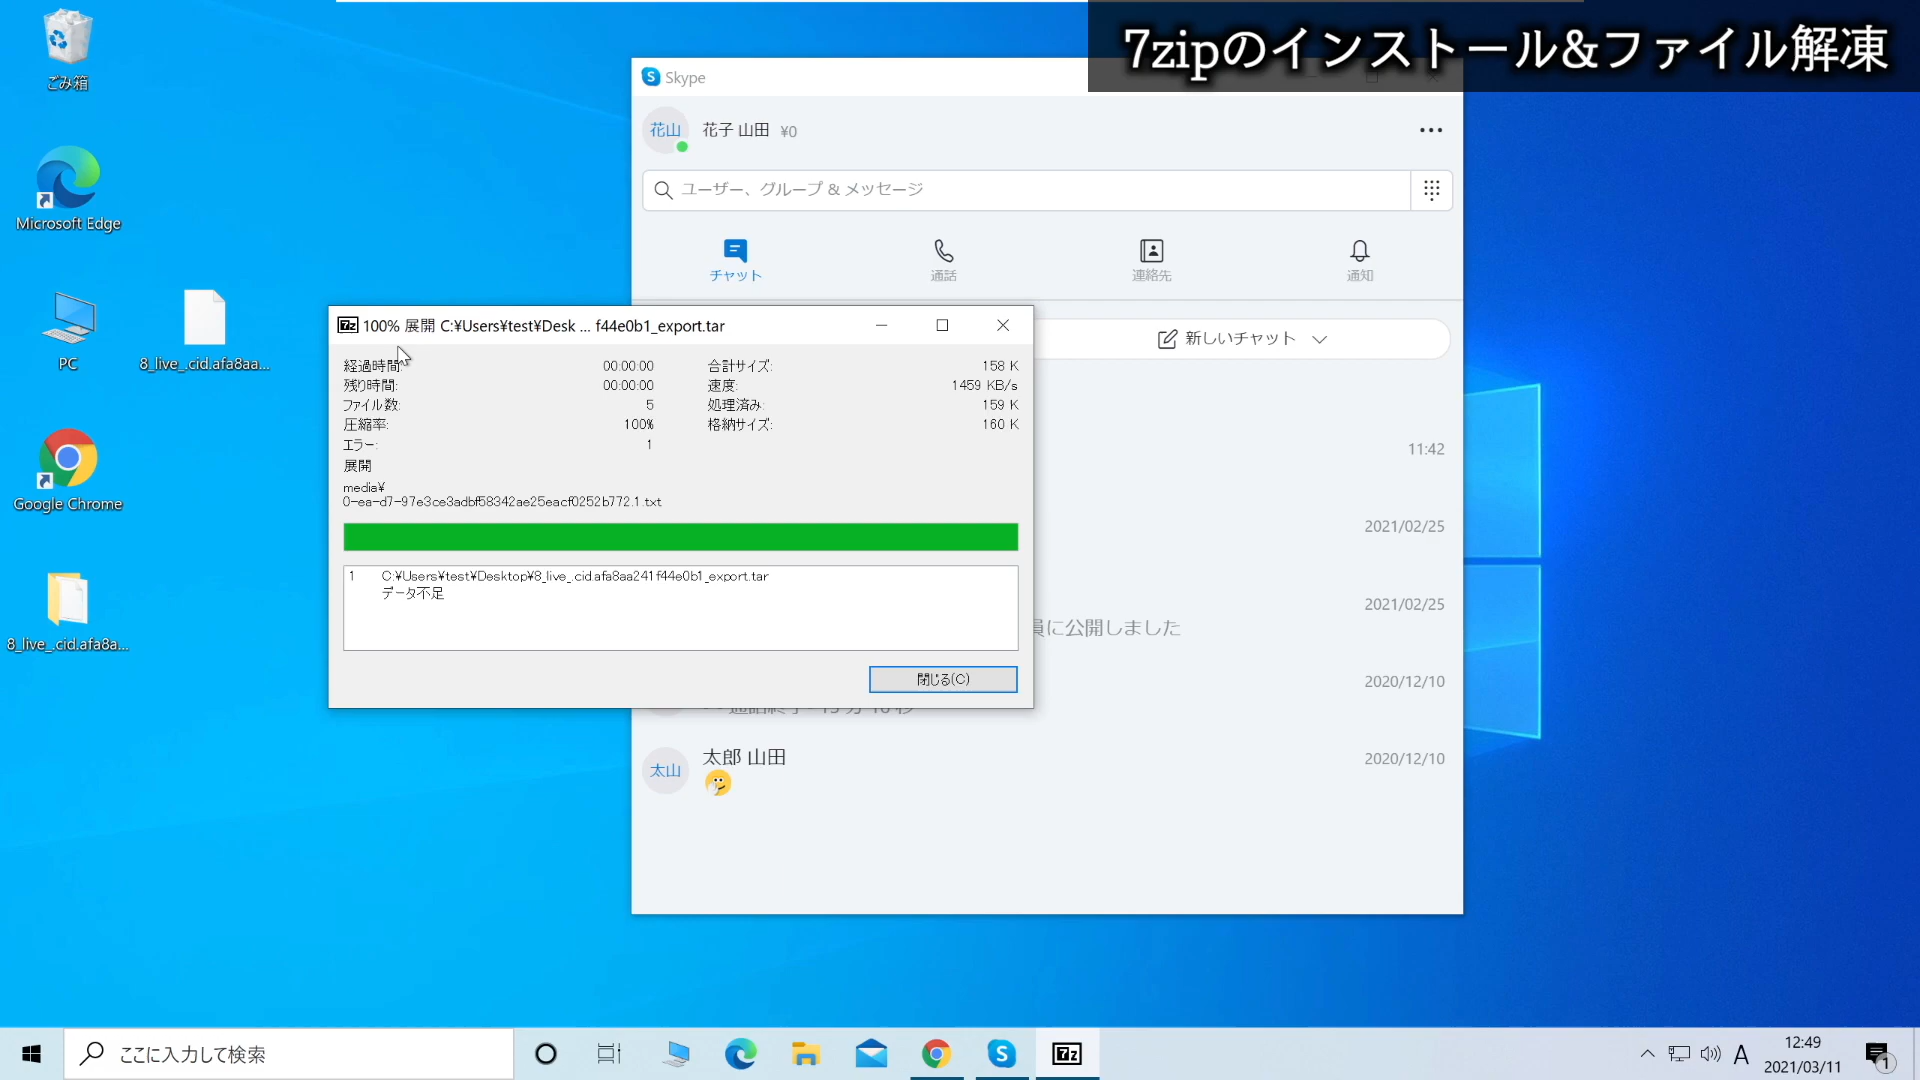 7zipのインストール&ファイル解凍
ごみ箱
Microsoft Edge
PC
8_live_.cid.afa8aa...
Google Chrome
8_live_.cid.afa8a...
Skype
花山
花子 山田 ¥0
ユーザー、グループ & メッセージ
チャット
通話
連絡先
通知
新しいチャット
11:42
2021/02/25
2021/02/25
員に公開しました
2020/12/10
太山
太郎 山田
2020/12/10
100% 展開 C:¥Users¥test¥Desk ... f44e0b1_export.tar
経過時間: 00:00:00 合計サイズ: 158 K
残り時間: 00:00:00 速度: 1459 KB/s
ファイル数: 5 処理済み: 159 K
圧縮率: 100% 格納サイズ: 160 K
エラー: 1
展開
media¥
0-ea-d7-97e3ce3adbf58342ae25eacf0252b772.1.txt
1 C:¥Users¥test¥Desktop¥8_live_.cid.afa8aa241f44e0b1_export.tar
データ不足
閉じる(C)
ここに入力して検索
7z
A
12:49
2021/03/11
1